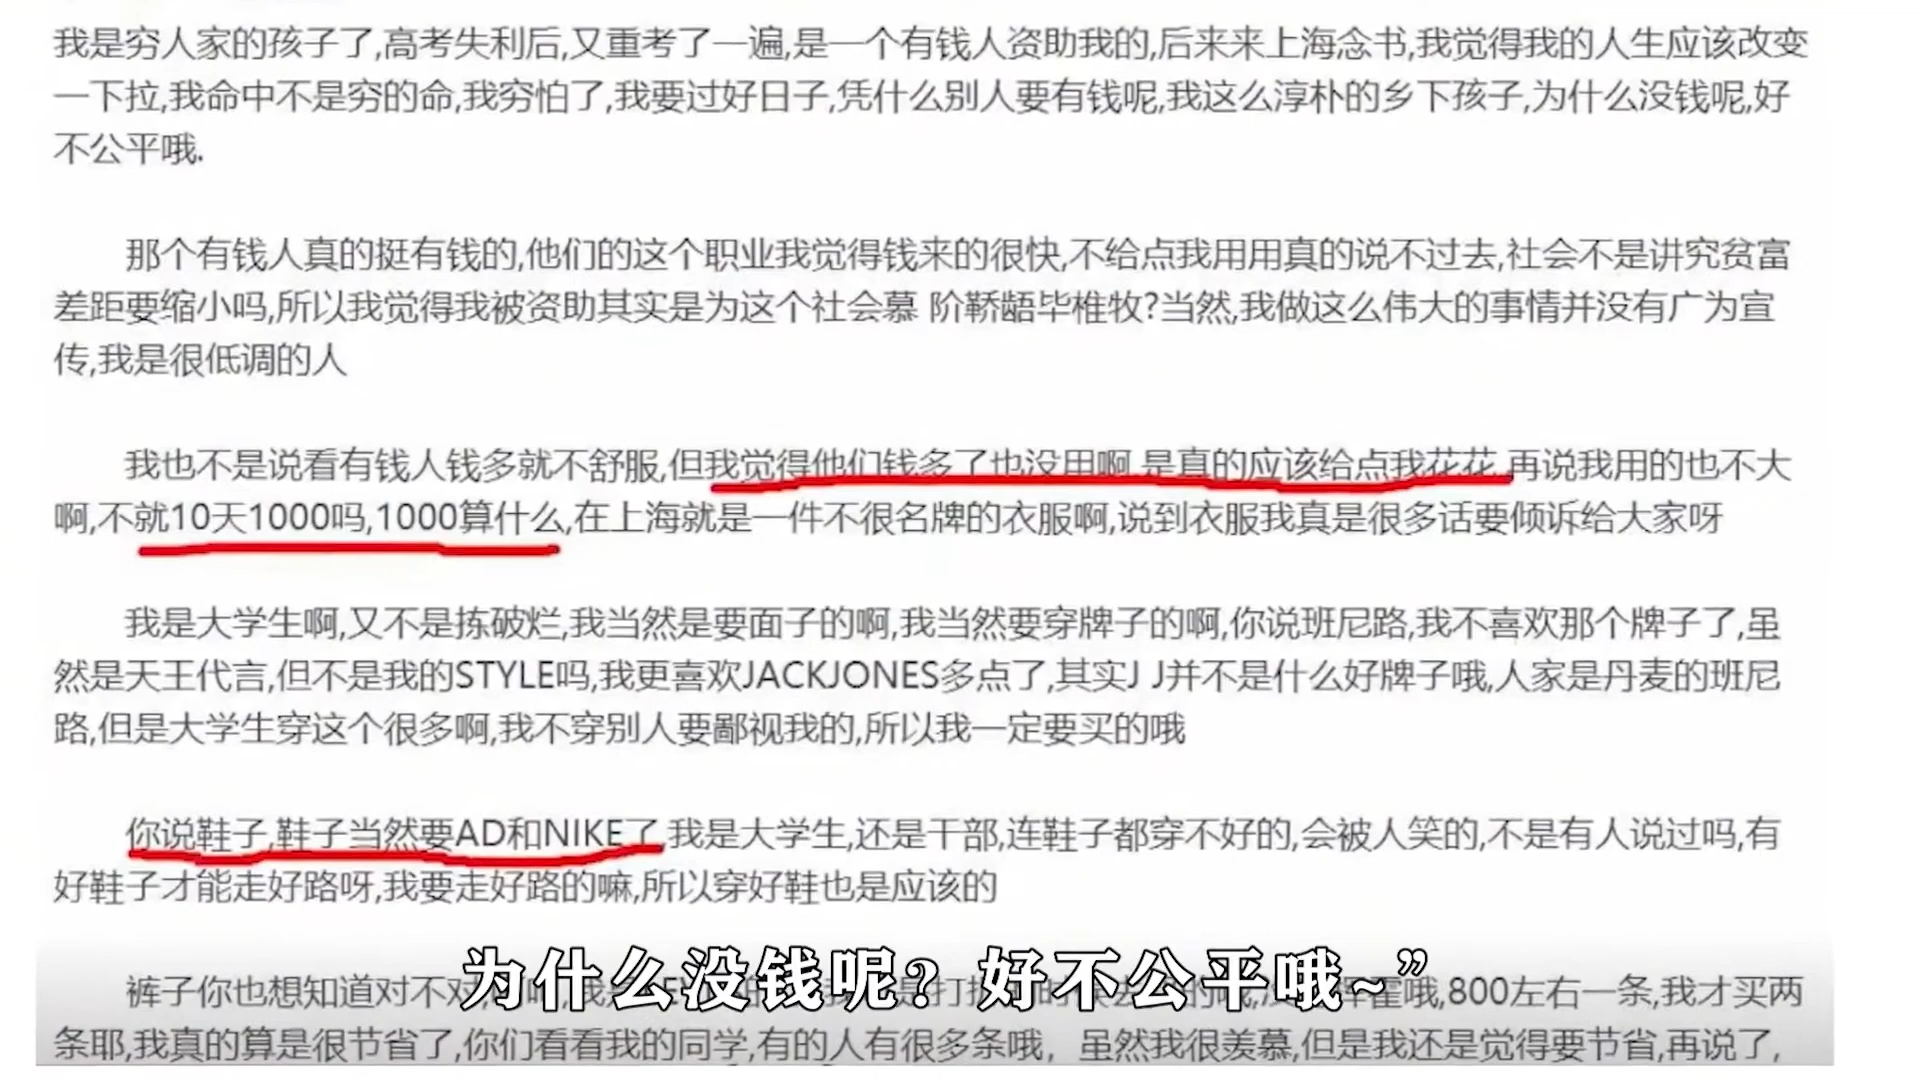 我是穷人家的孩子了,高考失利后,又重考了一遍,是一个有钱人资助我的,后来来上海念书,我觉得我的人生应该改变
一下拉,我命中不是穷的命,我穷怕了,我要过好日子,凭什么别人要有钱呢,我这么淳朴的乡下孩子,为什么没钱呢,好
不公平哦.
那个有钱人真的挺有钱的,他们的这个职业我觉得钱来的很快,不给点我用用真的说不过去,社会不是讲究贫富
差距要缩小吗,所以我觉得我被资助其实是为这个社会慕 阶鞒龉毕椎牧?当然,我做这么伟大的事情并没有广为宣
传,我是很低调的人
我也不是说看有钱人钱多就不舒服,但我觉得他们钱多了也没用啊,是真的应该给点我花花,再说我用的也不大
啊,不就10天1000吗,1000算什么,在上海就是一件不很名牌的衣服啊,说到衣服我真是很多话要倾诉给大家呀
我是大学生啊,又不是拣破烂,我当然是要面子的啊,我当然要穿牌子的啊,你说班尼路,我不喜欢那个牌子了,虽
然是天王代言,但不是我的STYLE吗,我更喜欢JACKJONES多点了,其实J J并不是什么好牌子哦,人家是丹麦的班尼
路,但是大学生穿这个很多啊,我不穿别人要鄙视我的,所以我一定要买的哦
你说鞋子,鞋子当然要AD和NIKE了,我是大学生,还是干部,连鞋子都穿不好的,会被人笑的,不是有人说过吗,有
好鞋子才能走好路呀,我要走好路的嘛,所以穿好鞋也是应该的
裤子你也想知道对不对 800左右一条,我才买两
条耶,我真的算是很节省了,你们看看我的同学,有的人有很多条哦，虽然我很羡慕,但是我还是觉得要节省,再说了,
为什么没钱呢？好不公平哦~”